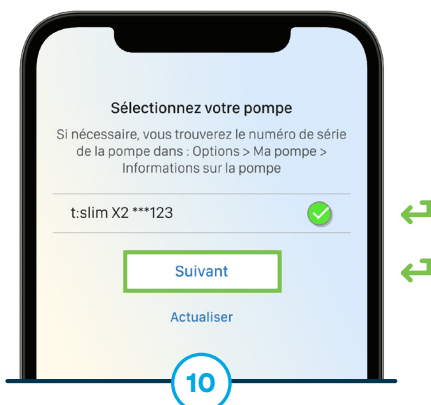 Sélectionnez votre pompe
Si nécessaire, vous trouverez le numéro de série
de la pompe dans : Options > Ma pompe >
Informations sur la pompe
t:slim X2 ***123
Suivant
Actualiser
10